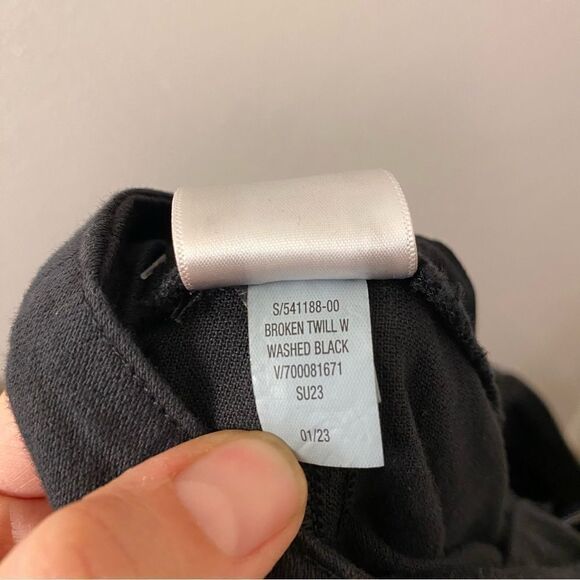 S/541188-00
BROKEN TWILL W
WASHED BLACK
V/700081671
SU23
01/23